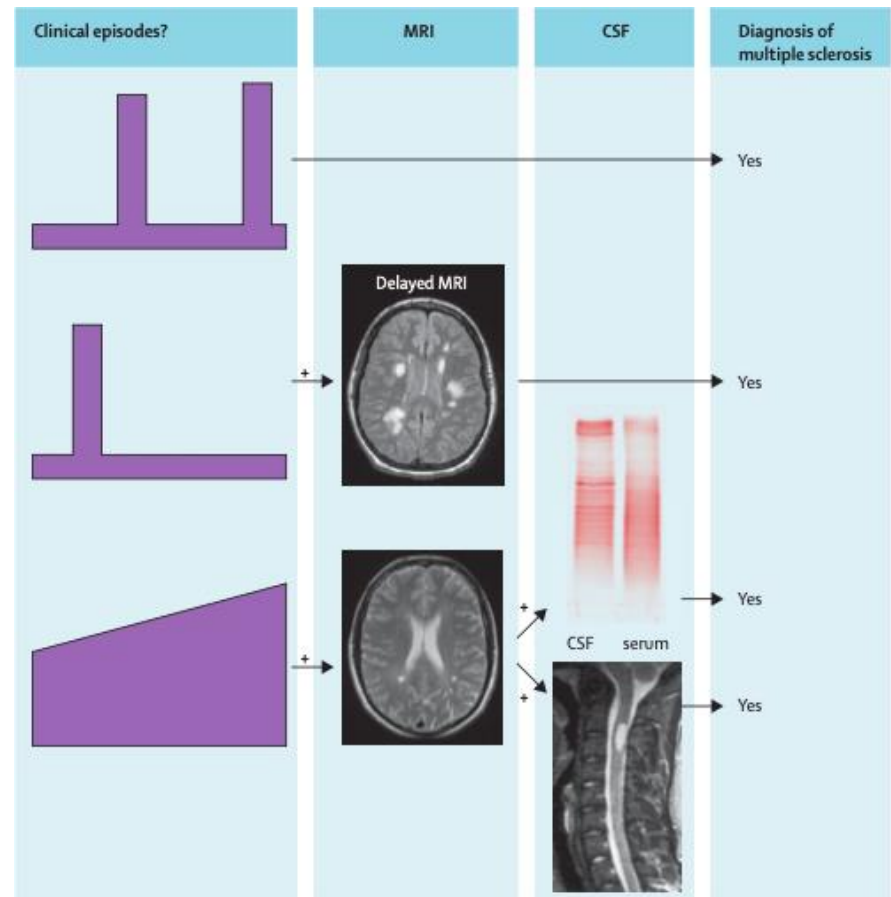 Clinical episodes?
MRI
CSF
Diagnosis of
multiple sclerosis
Yes
Delayed MRI
+
Yes
+
+
+
CSF serum
Yes
Yes